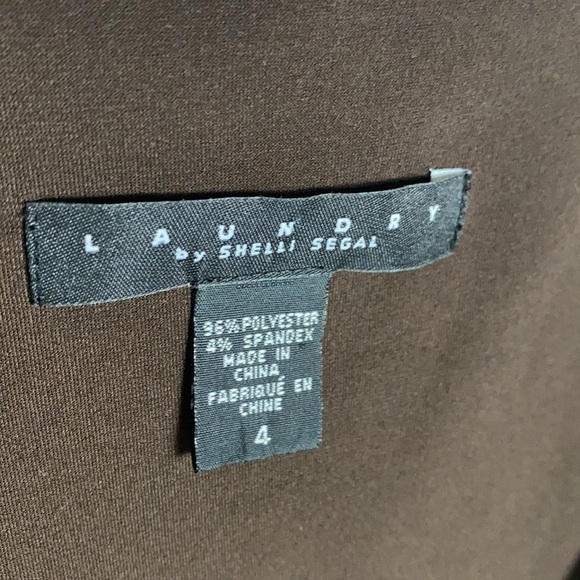 LAUNDRY
by SHELLI SEGAL
96% POLYESTER
4% SPANDEX
MADE IN
CHINA
FABRIQUÉ EN
CHINE
4